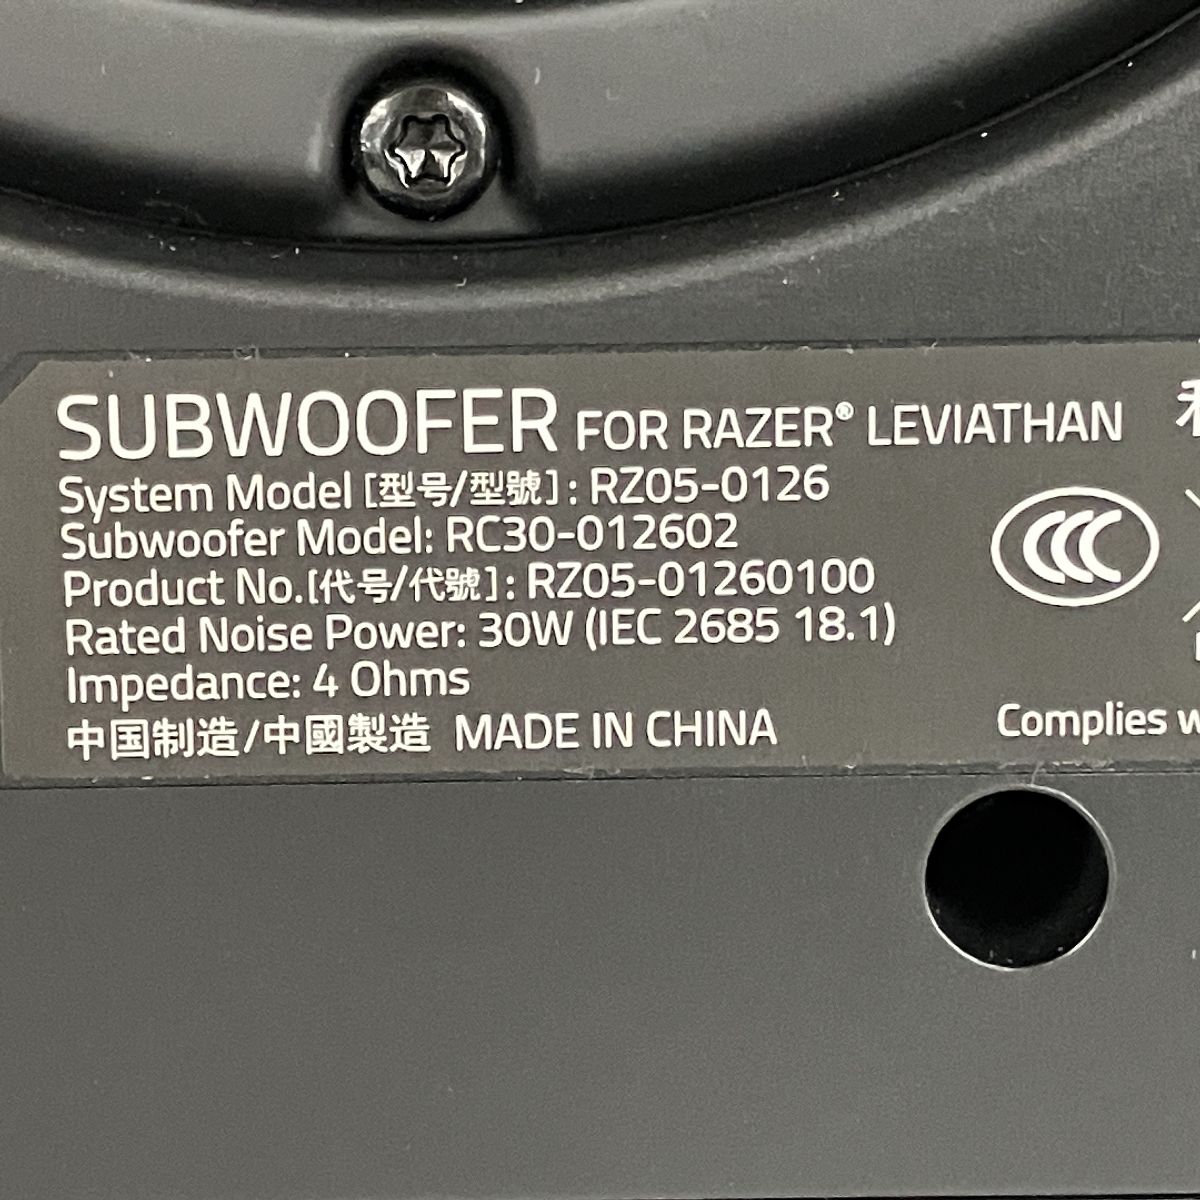 SUBWOOFER FOR RAZER® LEVIATHAN
System Model [型号/型號]: RZ05-0126
Subwoofer Model: RC30-012602
Product No.[代号/代號]: RZ05-01260100
Rated Noise Power: 30W (IEC 2685 18.1)
Impedance: 4 Ohms
中国制造/中國製造 MADE IN CHINA
CCC
Complies